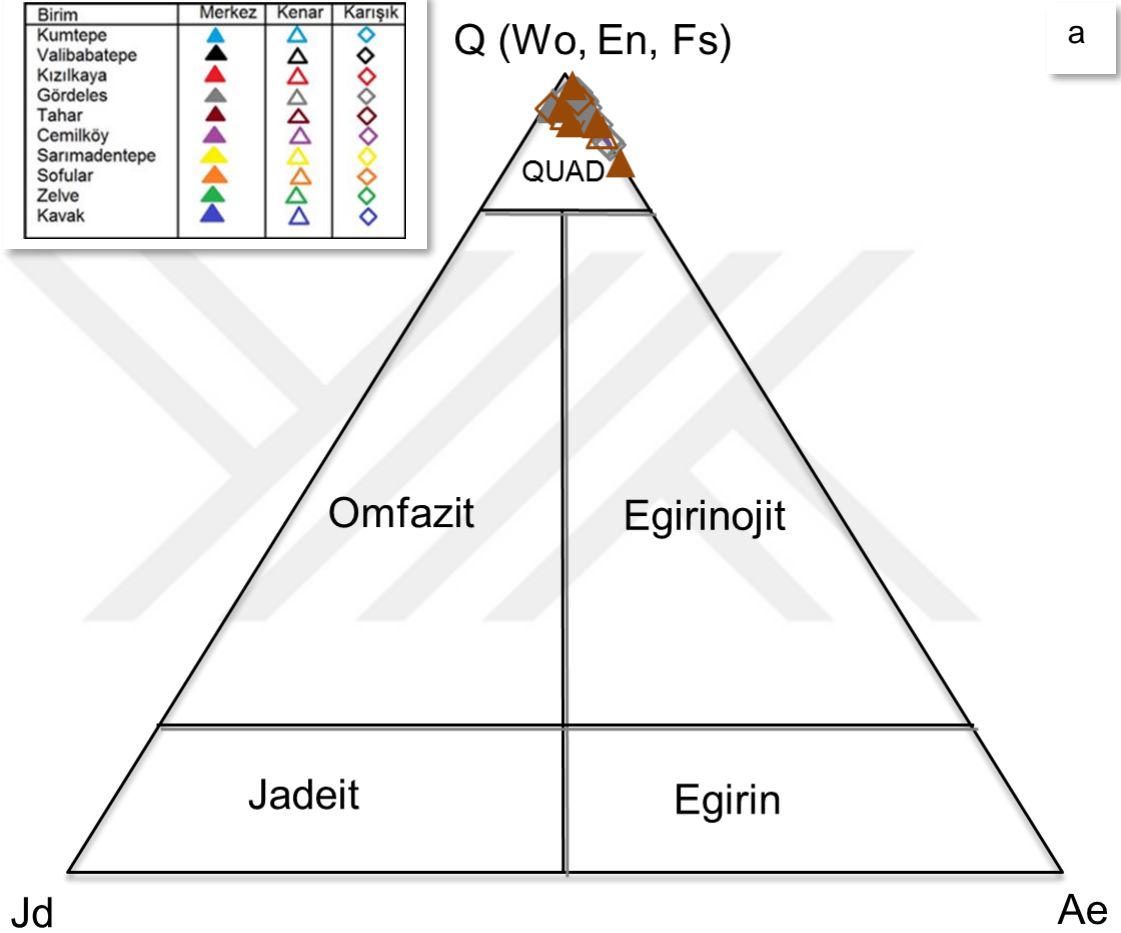 Birim Merkez Kenar Karışık
Kumtepe
Valibabatepe
Kızılkaya
Gördeles
Tahar
Cemilköy
Sarımadentepe
Sofular
Zelve
Kavak
Q (Wo, En, Fs)
a
QUAD
Omfazit Egirinojit
Jadeit Egirin
Jd Ae